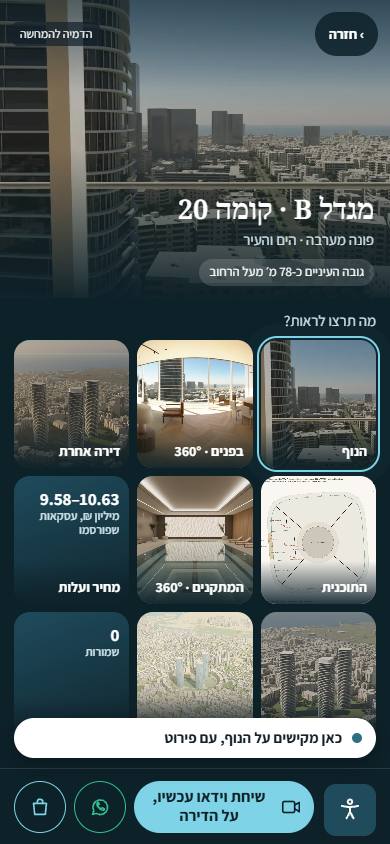 ‹ חזרה
הדמיה להמחשה
מגדל B · קומה 20
פונה מערבה · הים והעיר
גובה העיניים כ-78 מ׳ מעל הרחוב
מה תרצו לראות?
הנוף
בפנים · 360°
דירה אחרת
התוכנית
המתקנים · 360°
9.58–10.63
מיליון ₪, עסקאות
שפורסמו
מחיר ועלות
0
שמורות
כאן מקישים על הנוף, עם פירוט
שיחת וידאו עכשיו,
על הדירה